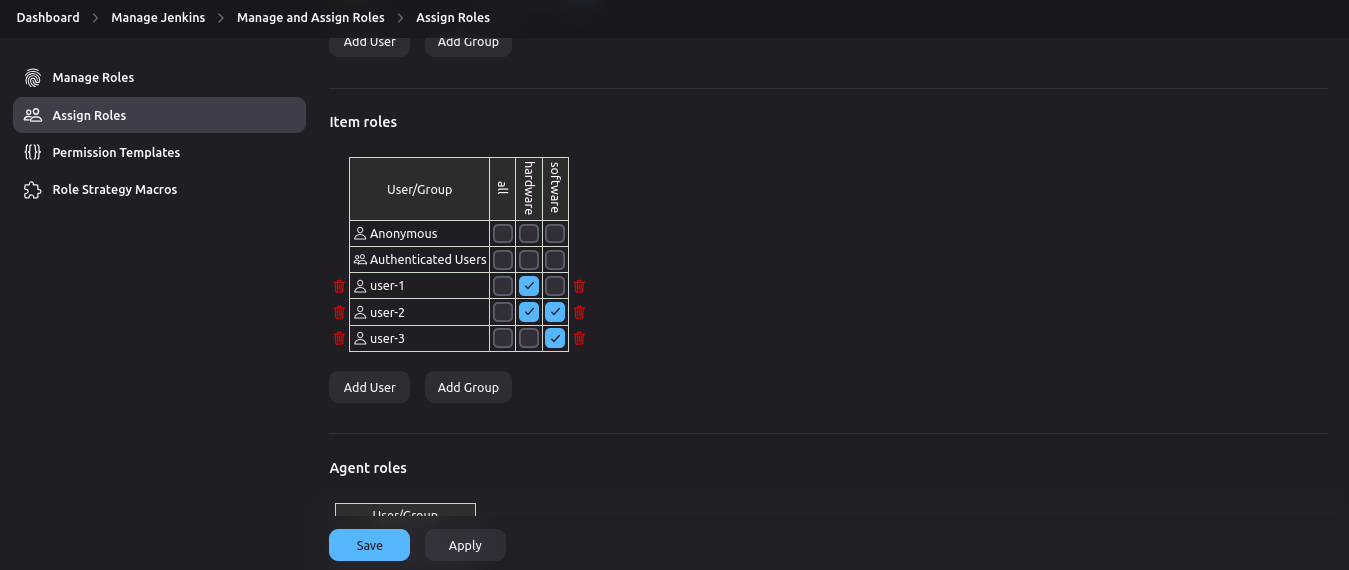 Dashboard > Manage Jenkins > Manage and Assign Roles > Assign Roles
Manage Roles
Assign Roles
Permission Templates
Role Strategy Macros
Add User Add Group
Item roles
User/Group all hardware software
Anonymous
Authenticated Users
user-1
user-2
user-3
Add User Add Group
Agent roles
User/Group
Save Apply